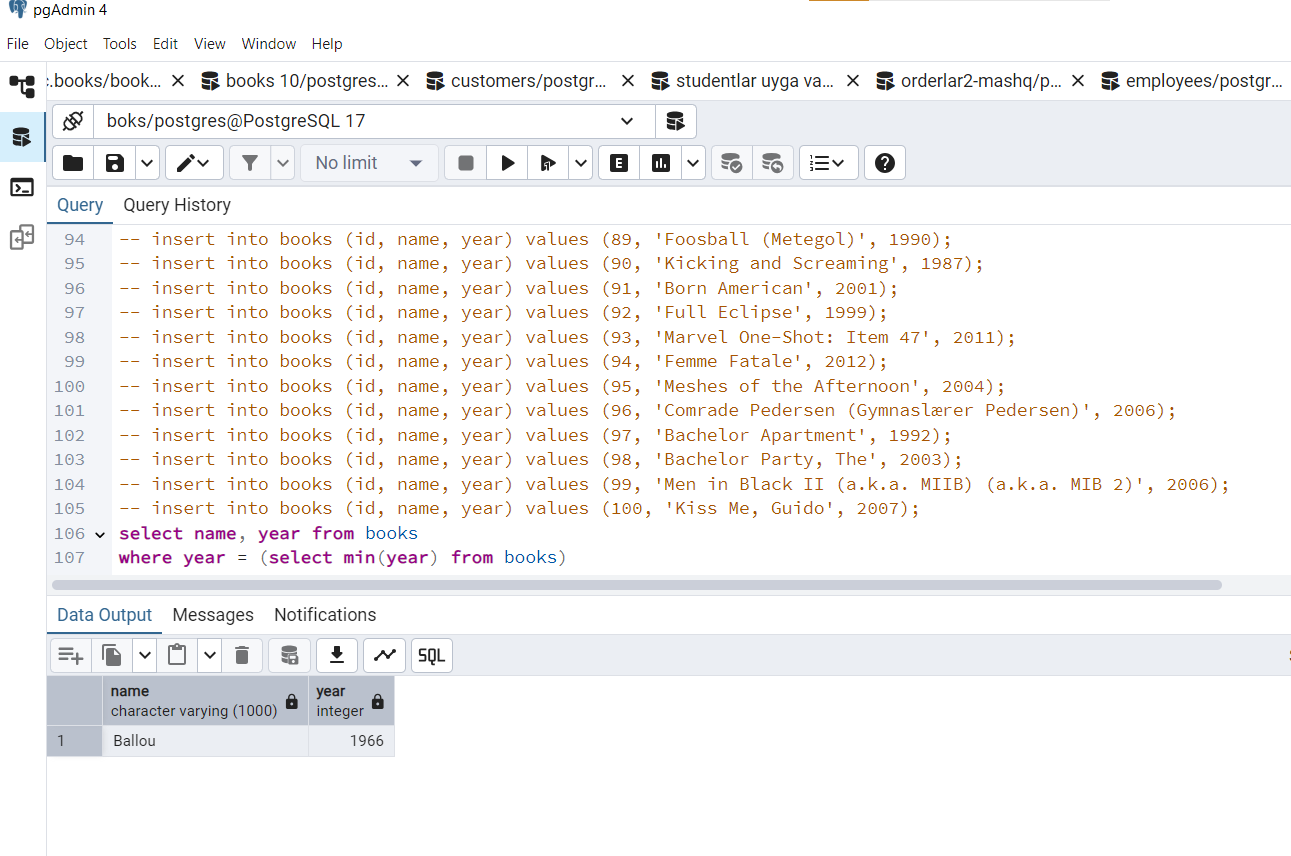 pgAdmin 4
File Object Tools Edit View Window Help
c.books/book... books 10/postgres... customers/postgr... studentlar uyga va... orderlar2-mashq/p... employees/postgr...
boks/postgres@PostgreSQL 17
No limit E
Query Query History
94 -- insert into books (id, name, year) values (89, 'Foosball (Metegol)', 1990);
95 -- insert into books (id, name, year) values (90, 'Kicking and Screaming', 1987);
96 -- insert into books (id, name, year) values (91, 'Born American', 2001);
97 -- insert into books (id, name, year) values (92, 'Full Eclipse', 1999);
98 -- insert into books (id, name, year) values (93, 'Marvel One-Shot: Item 47', 2011);
99 -- insert into books (id, name, year) values (94, 'Femme Fatale', 2012);
100 -- insert into books (id, name, year) values (95, 'Meshes of the Afternoon', 2004);
101 -- insert into books (id, name, year) values (96, 'Comrade Pedersen (Gymnaslærer Pedersen)', 2006);
102 -- insert into books (id, name, year) values (97, 'Bachelor Apartment', 1992);
103 -- insert into books (id, name, year) values (98, 'Bachelor Party, The', 2003);
104 -- insert into books (id, name, year) values (99, 'Men in Black II (a.k.a. MIIB) (a.k.a. MIB 2)', 2006);
105 -- insert into books (id, name, year) values (100, 'Kiss Me, Guido', 2007);
106 select name, year from books
107 where year = (select min(year) from books)
Data Output Messages Notifications
SQL
name year
character varying (1000) integer
1 Ballou 1966